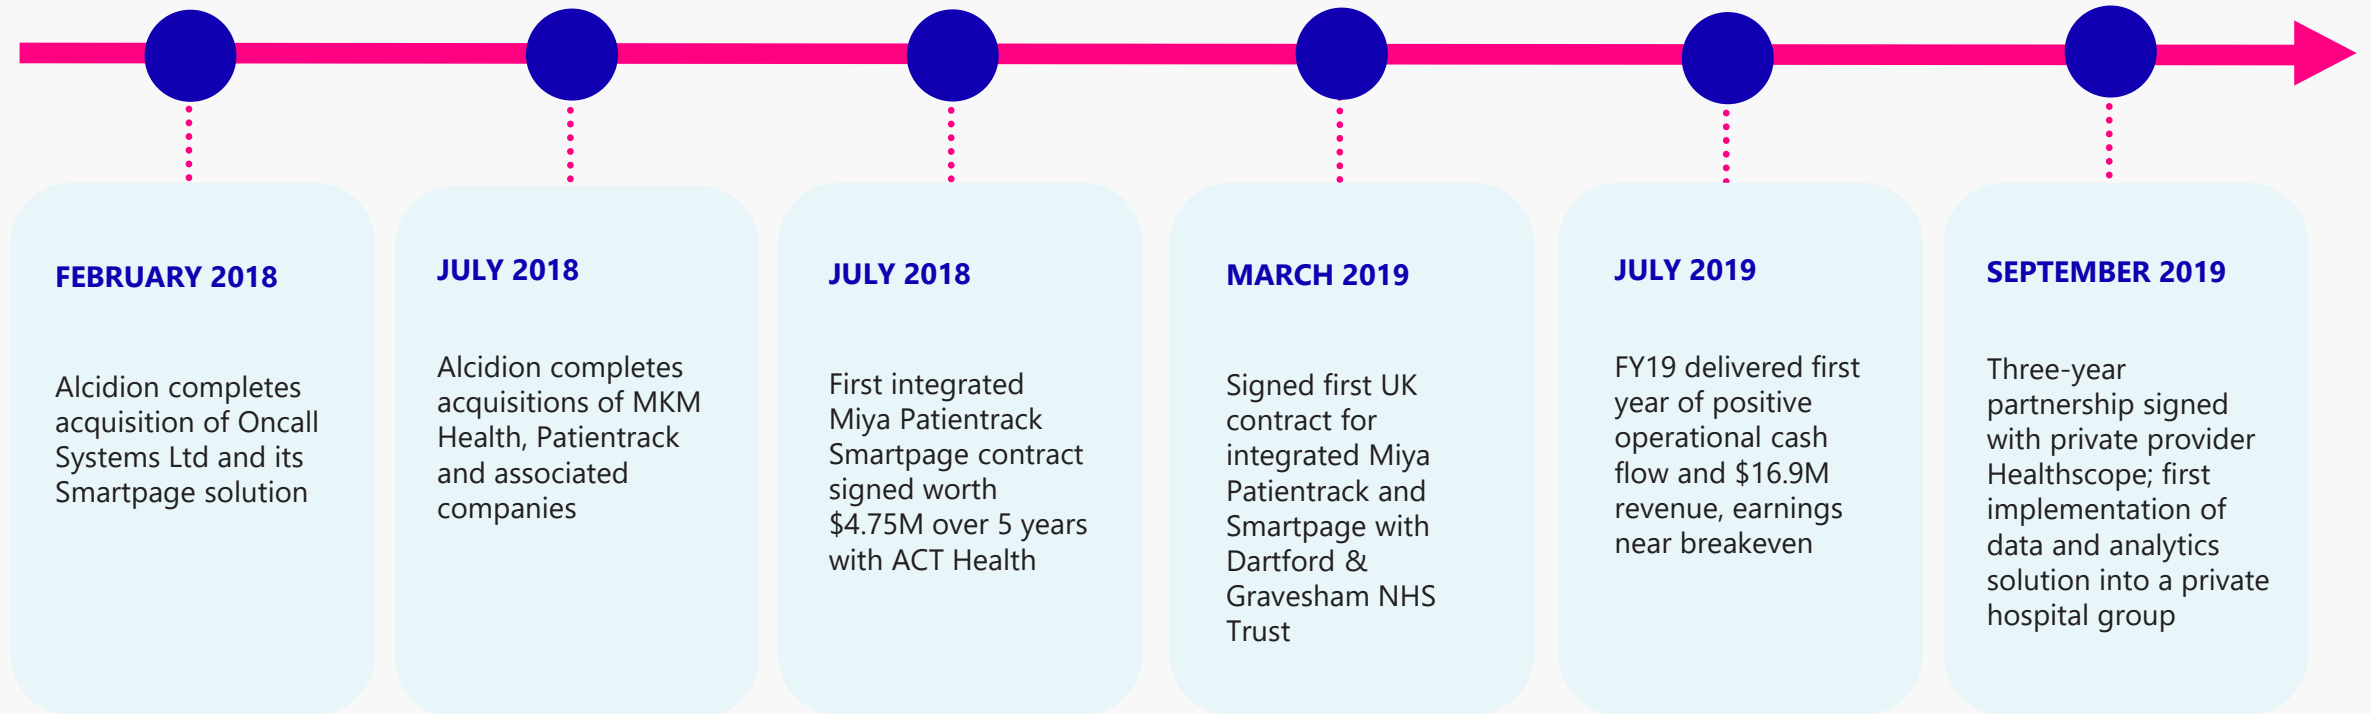 FEBRUARY 2018
Alcidion completes
acquisition of Oncall
Systems Ltd and its
Smartpage solution
JULY 2018
Alcidion completes
acquisitions of MKM
Health, Patientrack
and associated
companies
JULY 2018
First integrated
Miya Patientrack
Smartpage contract
signed worth
$4.75M over 5 years
with ACT Health
MARCH 2019
Signed first UK
contract for
integrated Miya
Patientrack and
Smartpage with
Dartford &
Gravesham NHS
Trust
JULY 2019
FY19 delivered first
year of positive
operational cash
flow and $16.9M
revenue, earnings
near breakeven
SEPTEMBER 2019
Three-year
partnership signed
with private provider
Healthscope; first
implementation of
data and analytics
solution into a private
hospital group